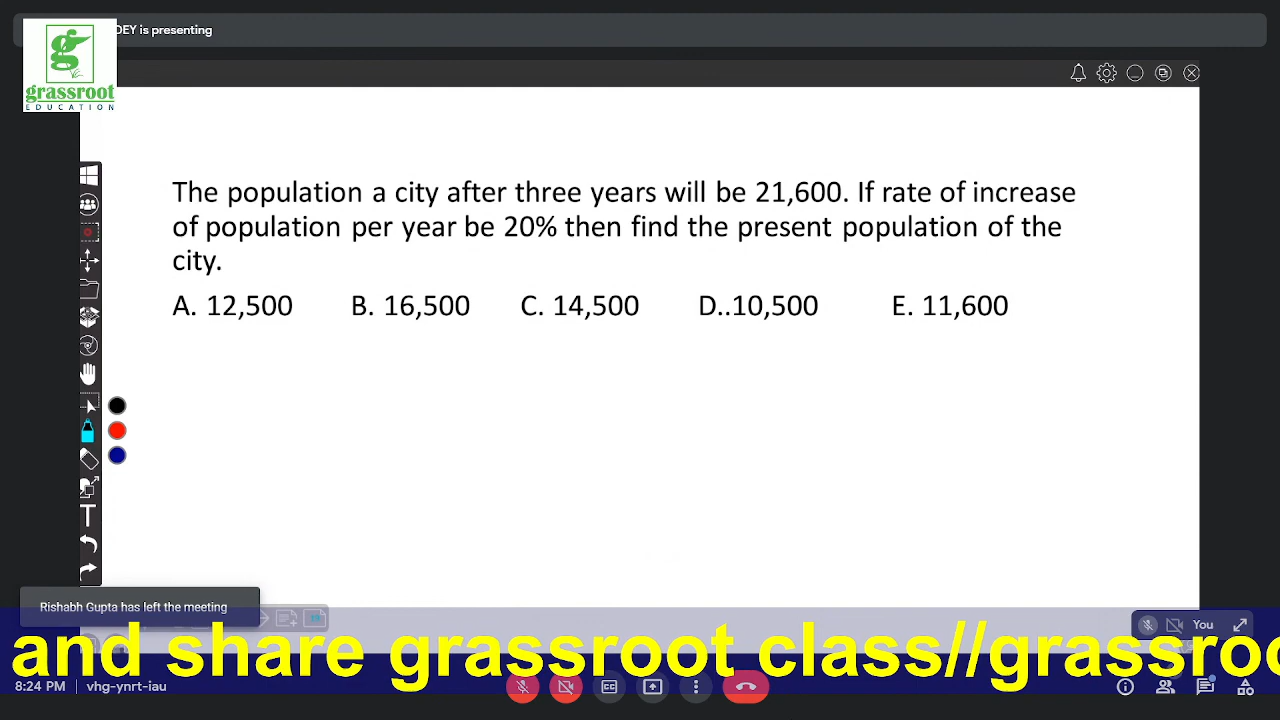 DEY is presenting
grassroot
EDUCATION
The population a city after three years will be 21,600. If rate of increase
of population per year be 20% then find the present population of the
city.
A. 12,500 B. 16,500 C. 14,500 D..10,500 E. 11,600
Rishabh Gupta has left the meeting
You
and share grassroot class//grassroo
8:24 PM | vhg-ynrt-iau